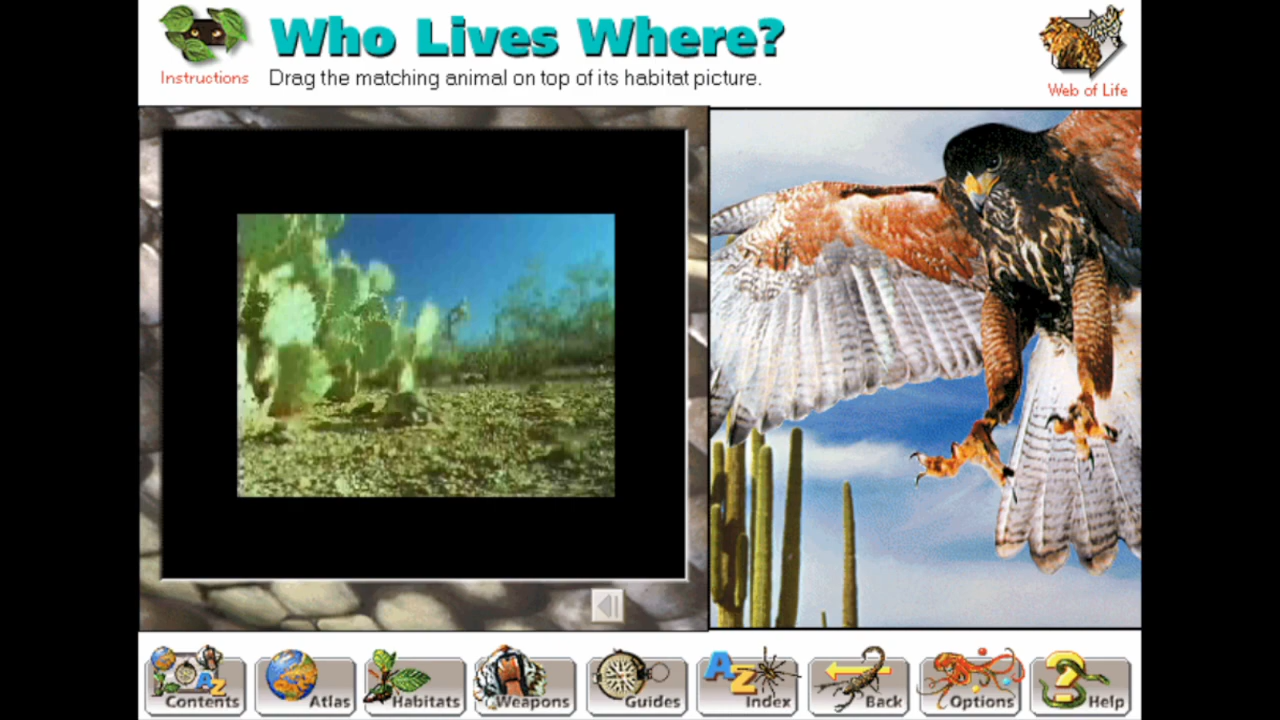 Who Lives Where?
Instructions
Drag the matching animal on top of its habitat picture.
Web of Life
Contents
Atlas
Habitats
Weapons
Guides
AZ
Index
Back
Options
?
Help